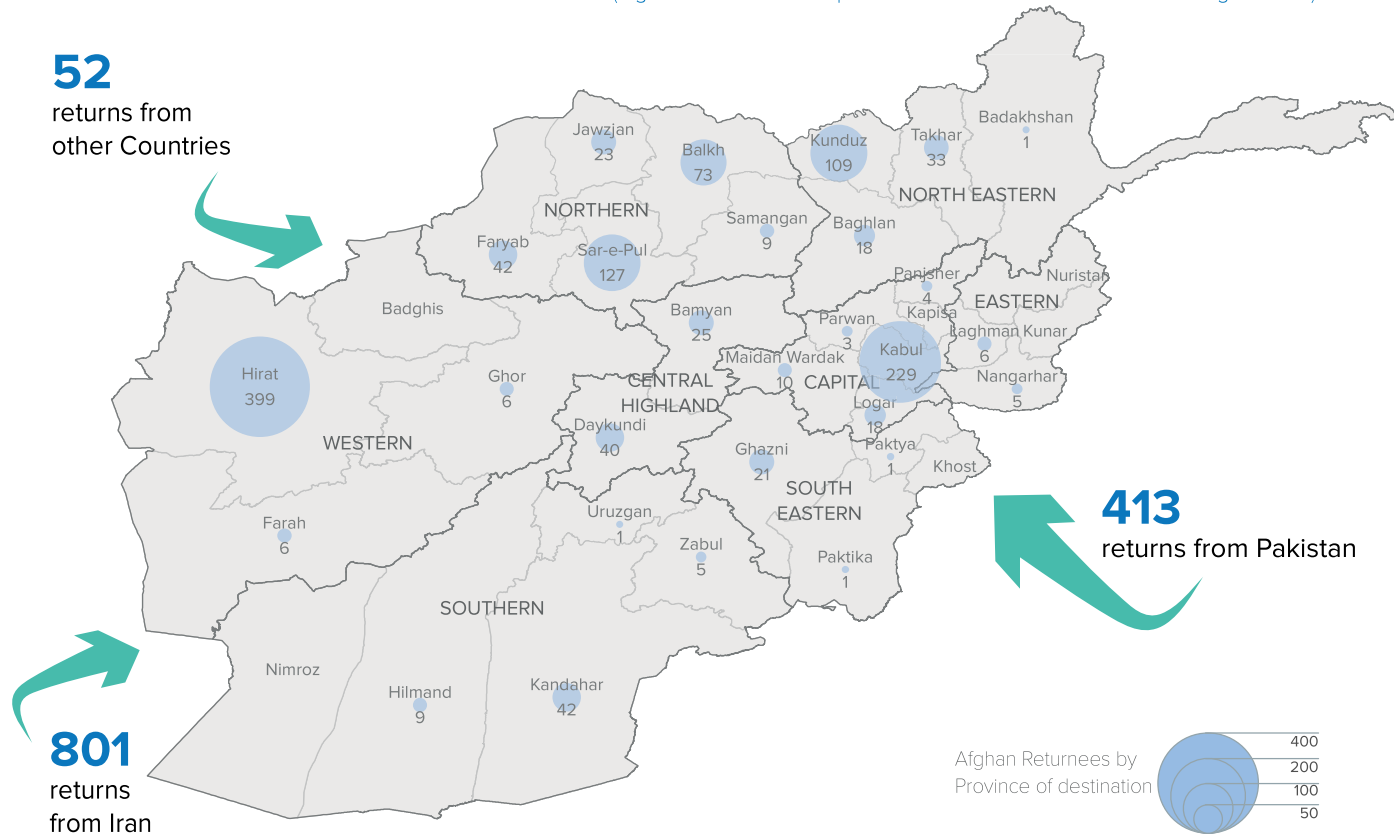 52
returns from
other Countries
Jawzjan
23
Balkh
73
Kunduz
109
Takhar
33
Badakhshan
1
NORTHERN
NORTH EASTERN
Samangan
9
Baghlan
18
Faryab
42
Sar-e-Pul
127
Panjsher
4
Nuristan
EASTERN
Badghis
Bamyan
25
Parwan
3
Kapisa
Laghman
6
Kunar
Hirat
399
Ghor
6
Maidan Wardak
10
CAPITAL
Kabul
229
Nangarhar
5
CENTRAL
HIGHLAND
Logar
18
WESTERN
Daykundi
40
Ghazni
21
Paktya
1
Khost
SOUTH
EASTERN
Farah
6
Uruzgan
1
Zabul
5
Paktika
1
413
returns from Pakistan
SOUTHERN
Nimroz
Hilmand
9
Kandahar
42
801
returns
from Iran
Afghan Returnees by
Province of destination
400
200
100
50